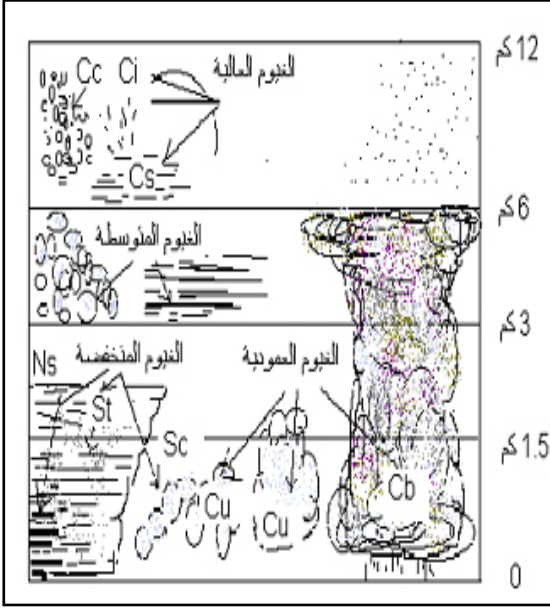 12 كم
Cc Ci الغيوم العالية
Cs
6 كم
الغيوم المتوسطة
3 كم
Ns الغيوم المنخفضة الغيوم العمودية
St
Sc 1.5 كم
Cb
Cu Cu
0